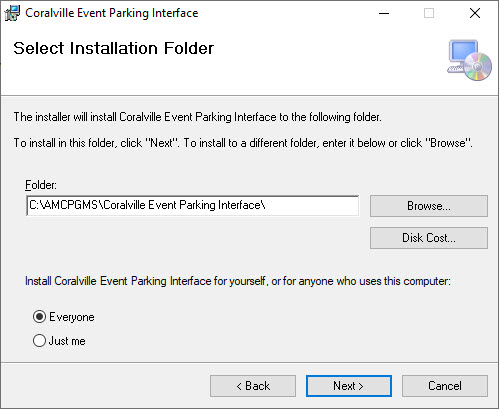 Coralville Event Parking Interface
Select Installation Folder
The installer will install Coralville Event Parking Interface to the following folder.
To install in this folder, click "Next". To install to a different folder, enter it below or click "Browse".
Folder:
C:\AMCPGMS\Coralville Event Parking Interface\
Browse...
Disk Cost...
Install Coralville Event Parking Interface for yourself, or for anyone who uses this computer:
Everyone
Just me
< Back
Next >
Cancel